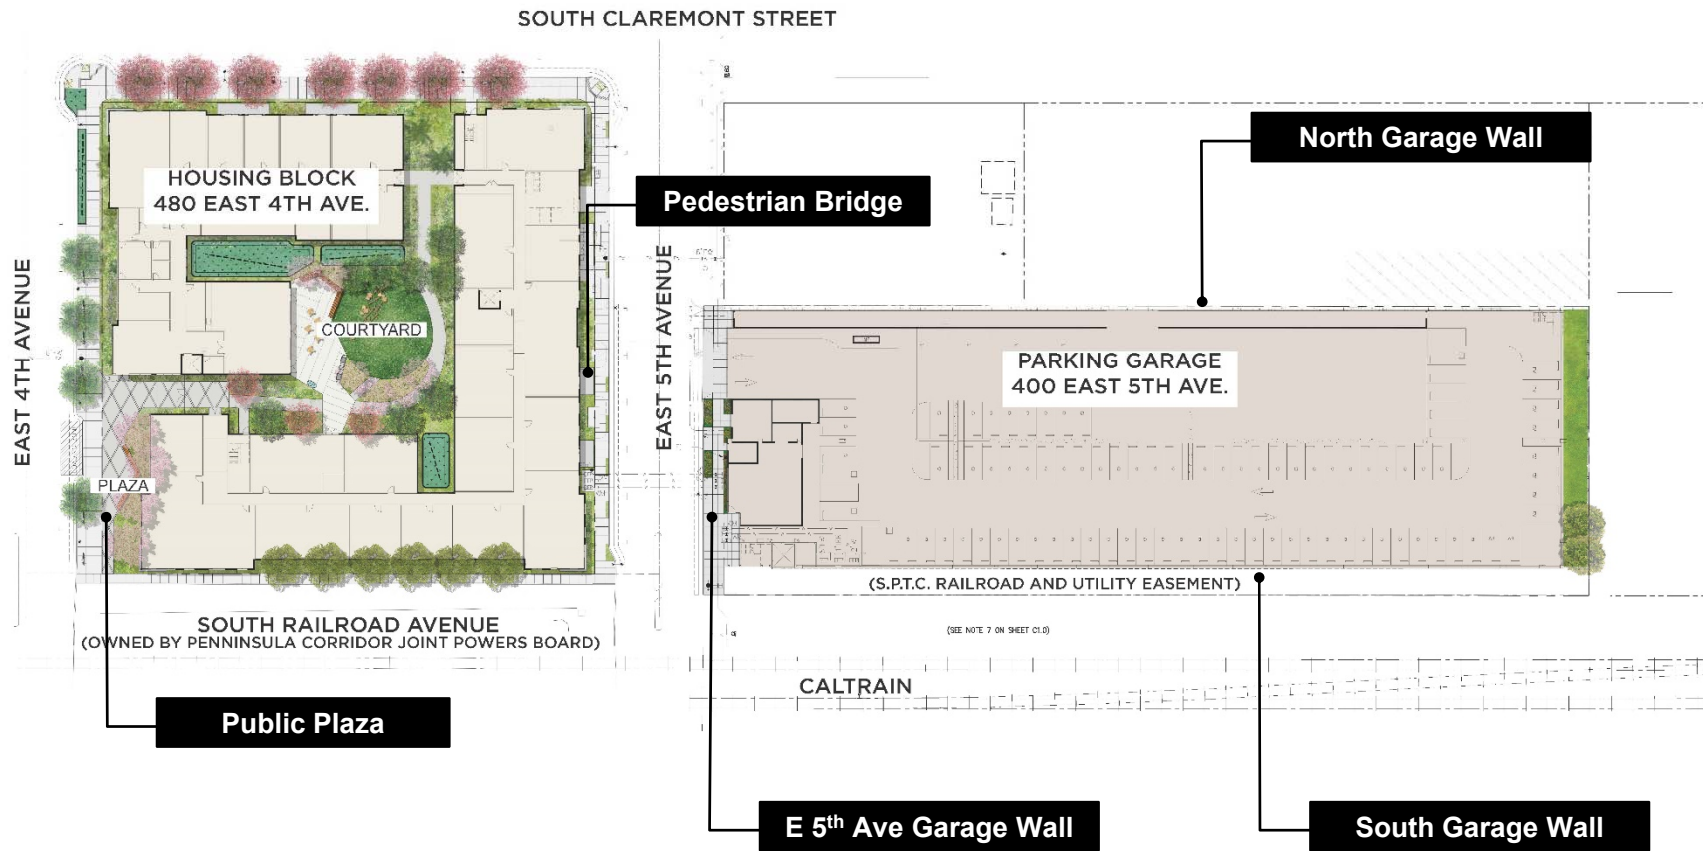 SOUTH CLAREMONT STREET
North Garage Wall
HOUSING BLOCK
480 EAST 4TH AVE.
Pedestrian Bridge
EAST 4TH AVENUE
EAST 5TH AVENUE
COURTYARD
PARKING GARAGE
400 EAST 5TH AVE.
PLAZA
(S.P.T.C. RAILROAD AND UTILITY EASEMENT)
SOUTH RAILROAD AVENUE
(OWNED BY PENNINSULA CORRIDOR JOINT POWERS BOARD)
(SEE NOTE 7 ON SHEET C1.0)
CALTRAIN
Public Plaza
E 5th Ave Garage Wall
South Garage Wall